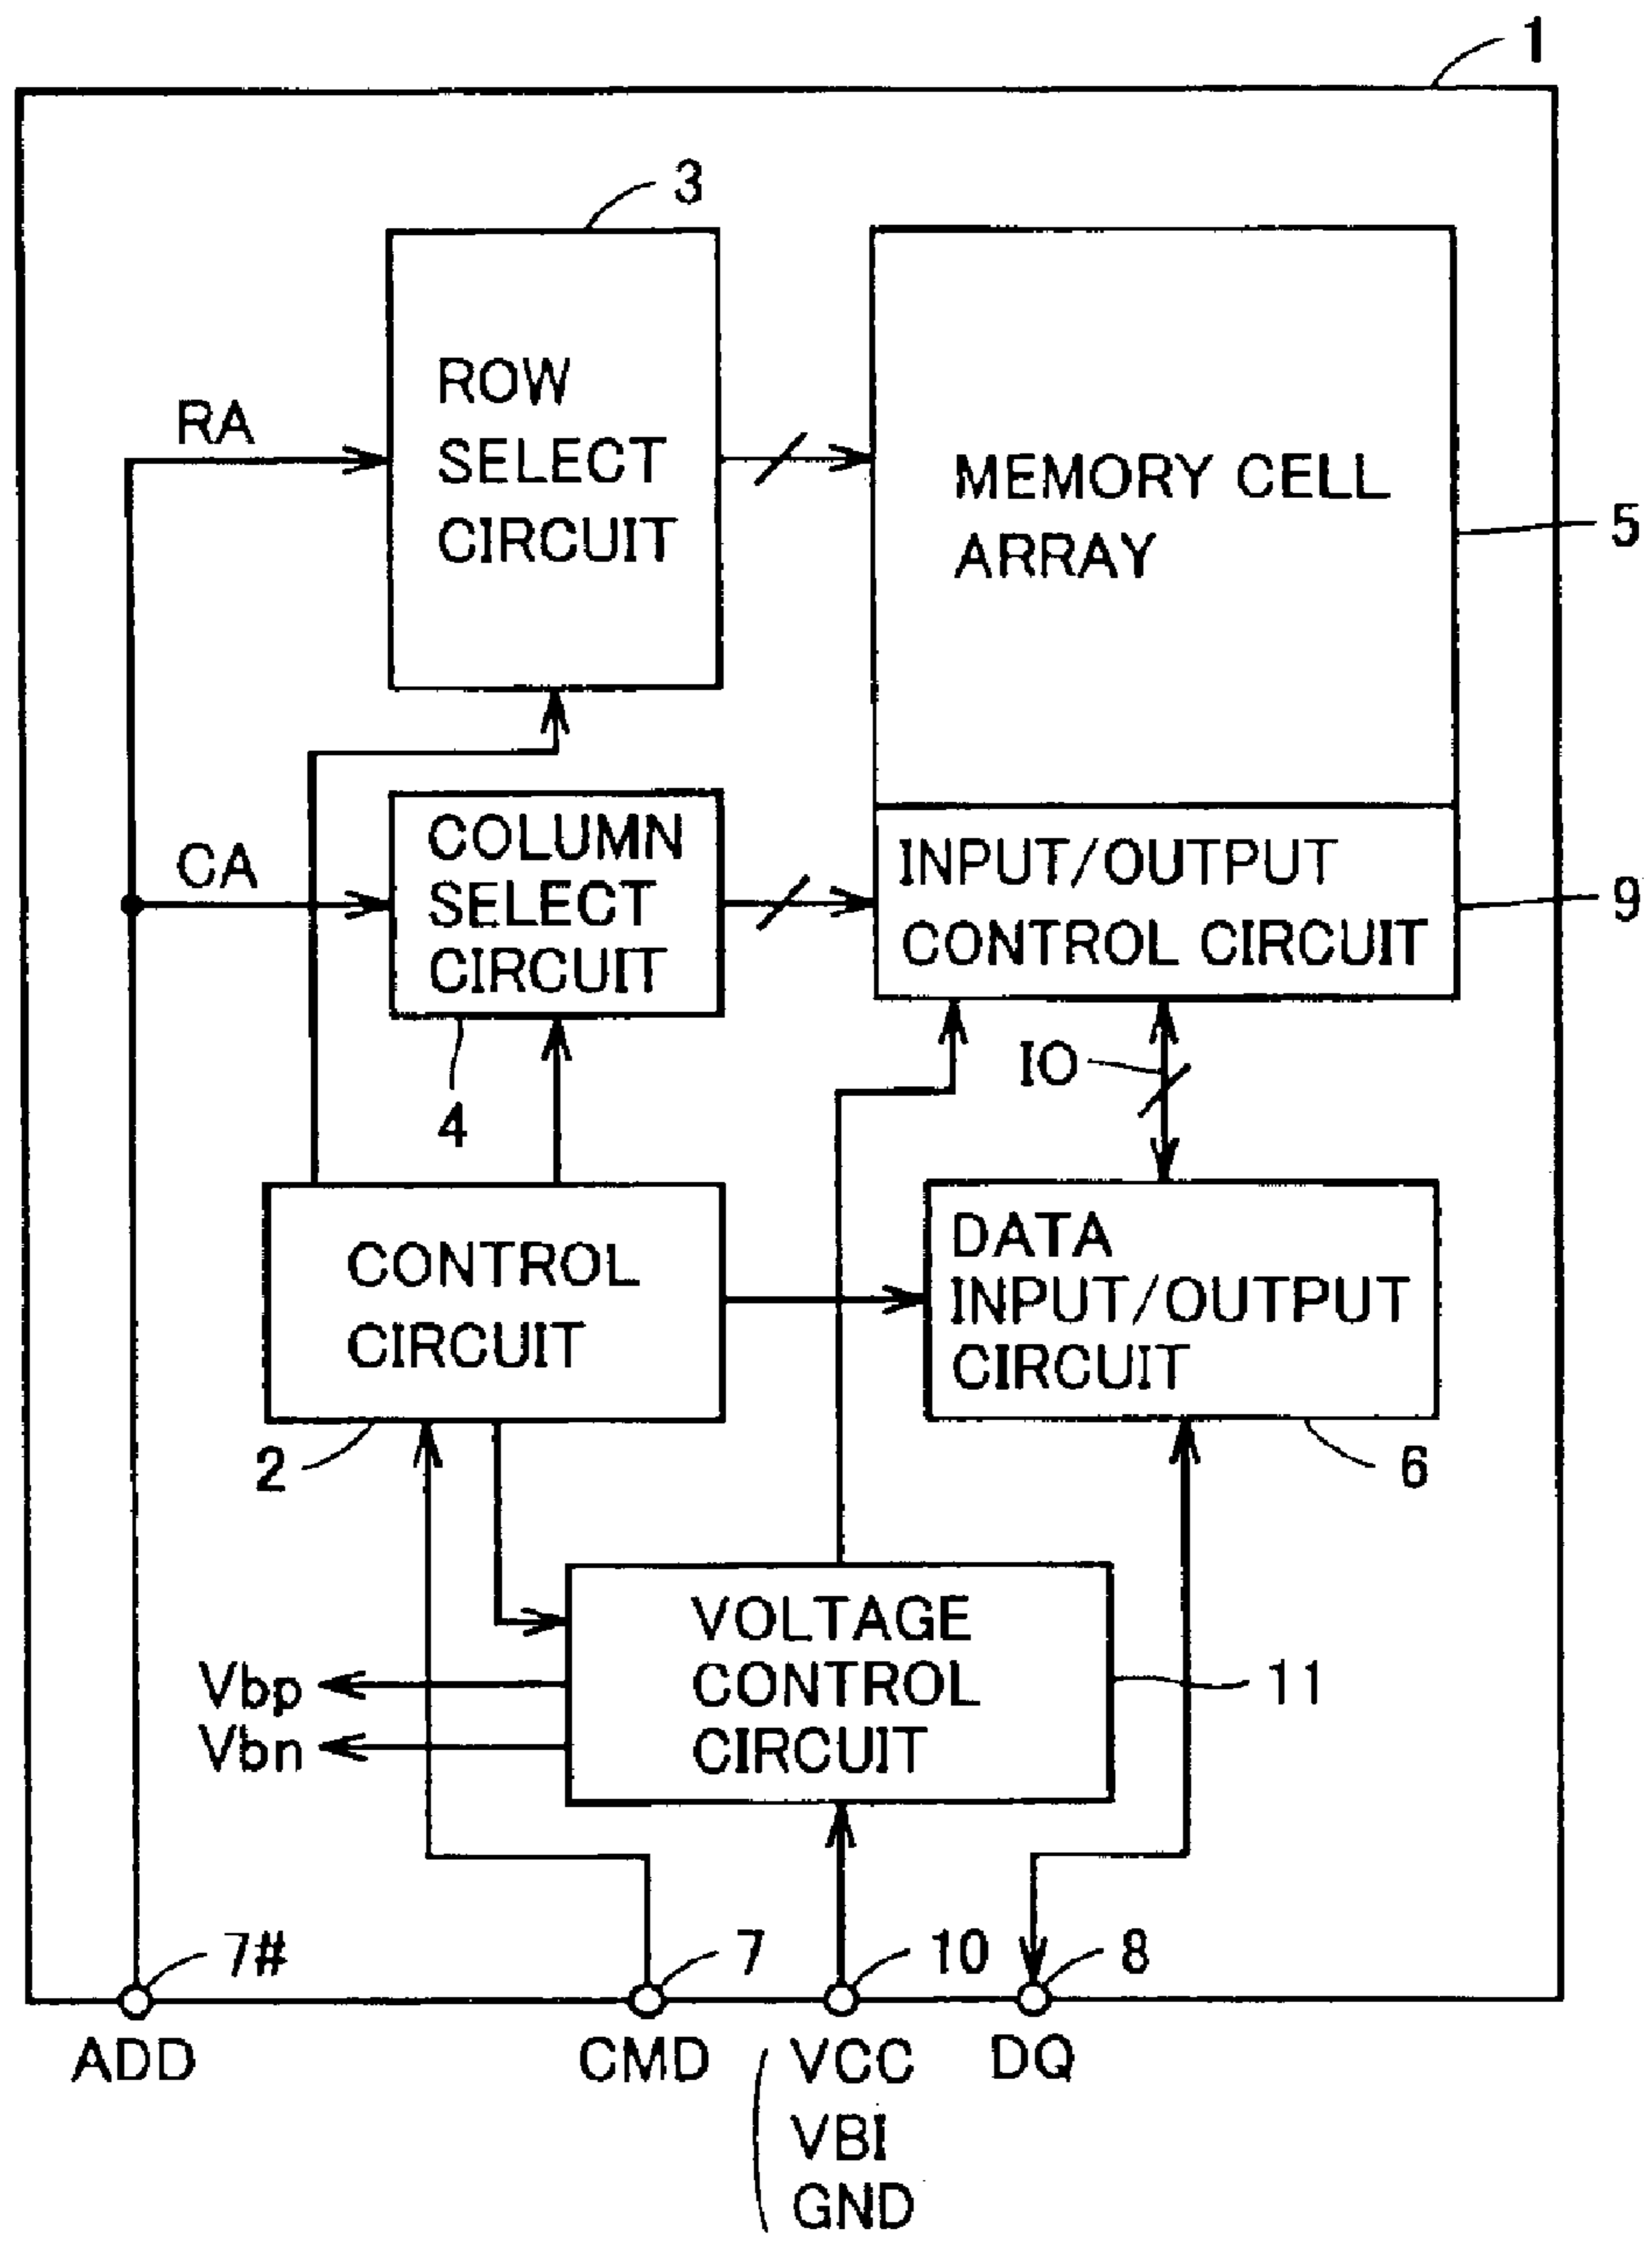 1
3
ROW
SELECT
CIRCUIT
RA
MEMORY CELL
ARRAY
5
COLUMN
SELECT
CIRCUIT
CA
4
INPUT/OUTPUT
CONTROL CIRCUIT
9
IO
CONTROL
CIRCUIT
2
DATA
INPUT/OUTPUT
CIRCUIT
6
VOLTAGE
CONTROL
CIRCUIT
11
Vbp
Vbn
7#
7
10
8
ADD
CMD
VCC
VBI
GND
DQ